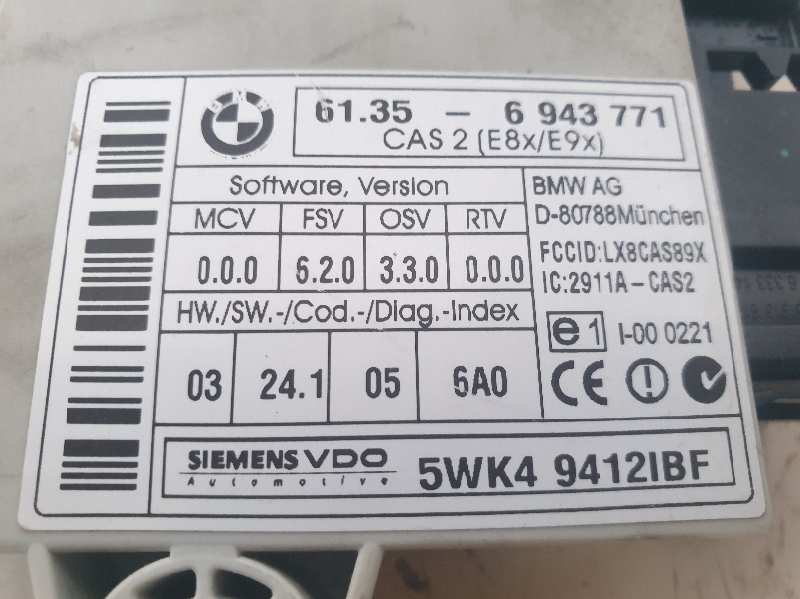 BMW
61.35 - 6 943 771
CAS 2 (E8x/E9x)
Software, Version
MCV FSV OSV RTV
0.0.0 6.2.0 3.3.0 0.0.0
HW./SW.-/Cod.-/Diag.-Index
03 24.1 05 6A0
BMW AG
D-80788München
FCCID:LX8CAS89X
IC:2911A-CAS2
e1 I-00 0221
CE
SIEMENS VDO
Automotive
5WK4 9412IBF